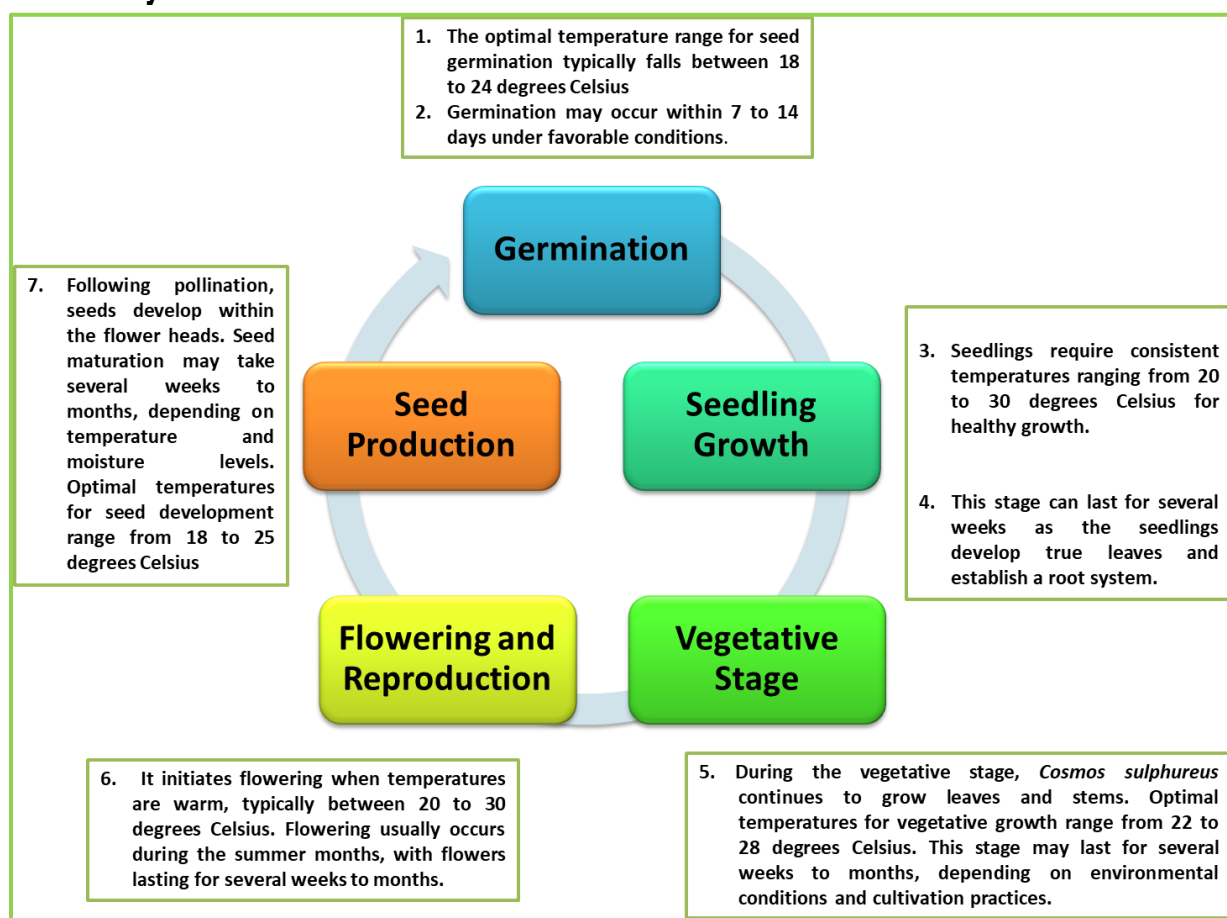 1. The optimal temperature range for seed
germination typically falls between 18
to 24 degrees Celsius
2. Germination may occur within 7 to 14
days under favorable conditions.
Germination
3. Seedlings require consistent
temperatures ranging from 20
to 30 degrees Celsius for
healthy growth.
4. This stage can last for several
weeks as the seedlings
develop true leaves and
establish a root system.
Seedling
Growth
Vegetative
Stage
5. During the vegetative stage, Cosmos sulphureus
continues to grow leaves and stems. Optimal
temperatures for vegetative growth range from 22 to
28 degrees Celsius. This stage may last for several
weeks to months, depending on environmental
conditions and cultivation practices.
Flowering and
Reproduction
6. It initiates flowering when temperatures
are warm, typically between 20 to 30
degrees Celsius. Flowering usually occurs
during the summer months, with flowers
lasting for several weeks to months.
Seed
Production
7. Following pollination,
seeds develop within
the flower heads. Seed
maturation may take
several weeks to
months, depending on
temperature and
moisture levels.
Optimal temperatures
for seed development
range from 18 to 25
degrees Celsius